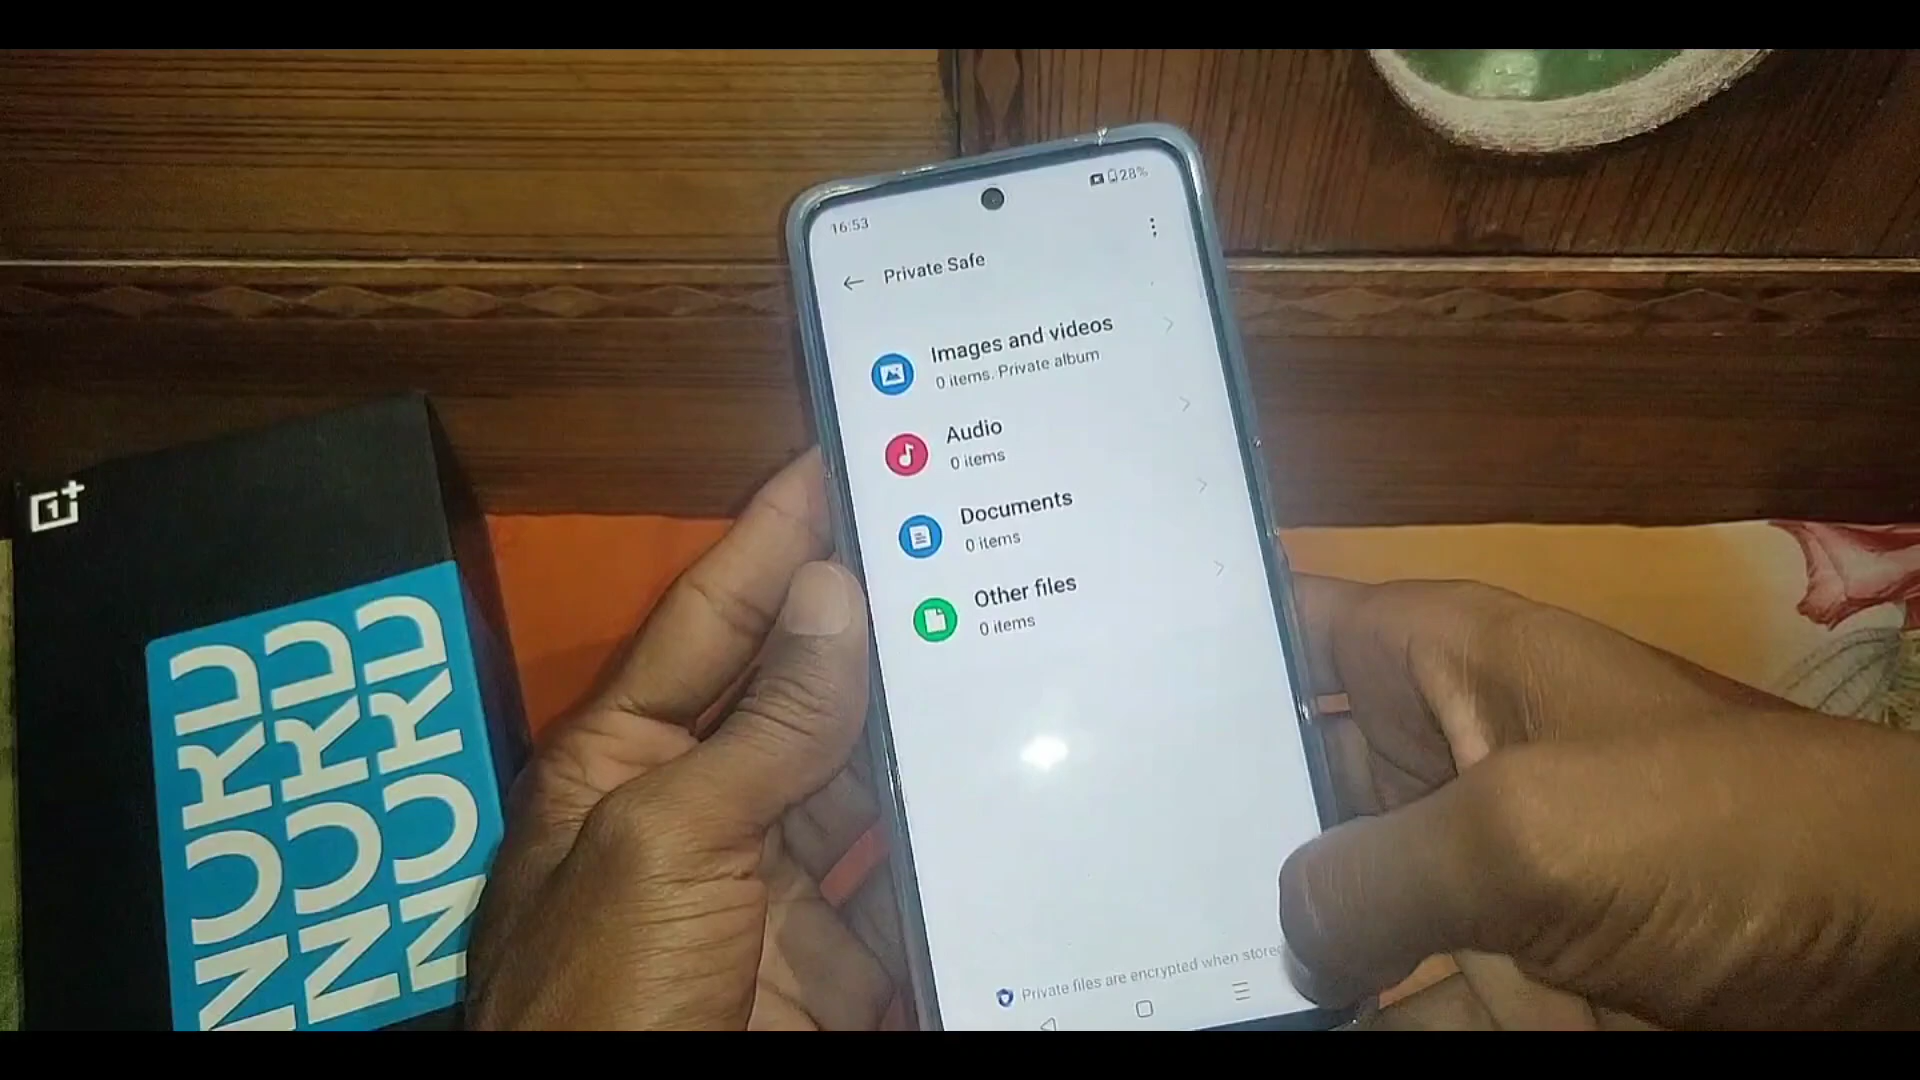 16:53
28%
Private Safe
Images and videos
0 items. Private album
Audio
0 items
Documents
0 items
Other files
0 items
Private files are encrypted when stored
1+
NORD
NORD
NORD